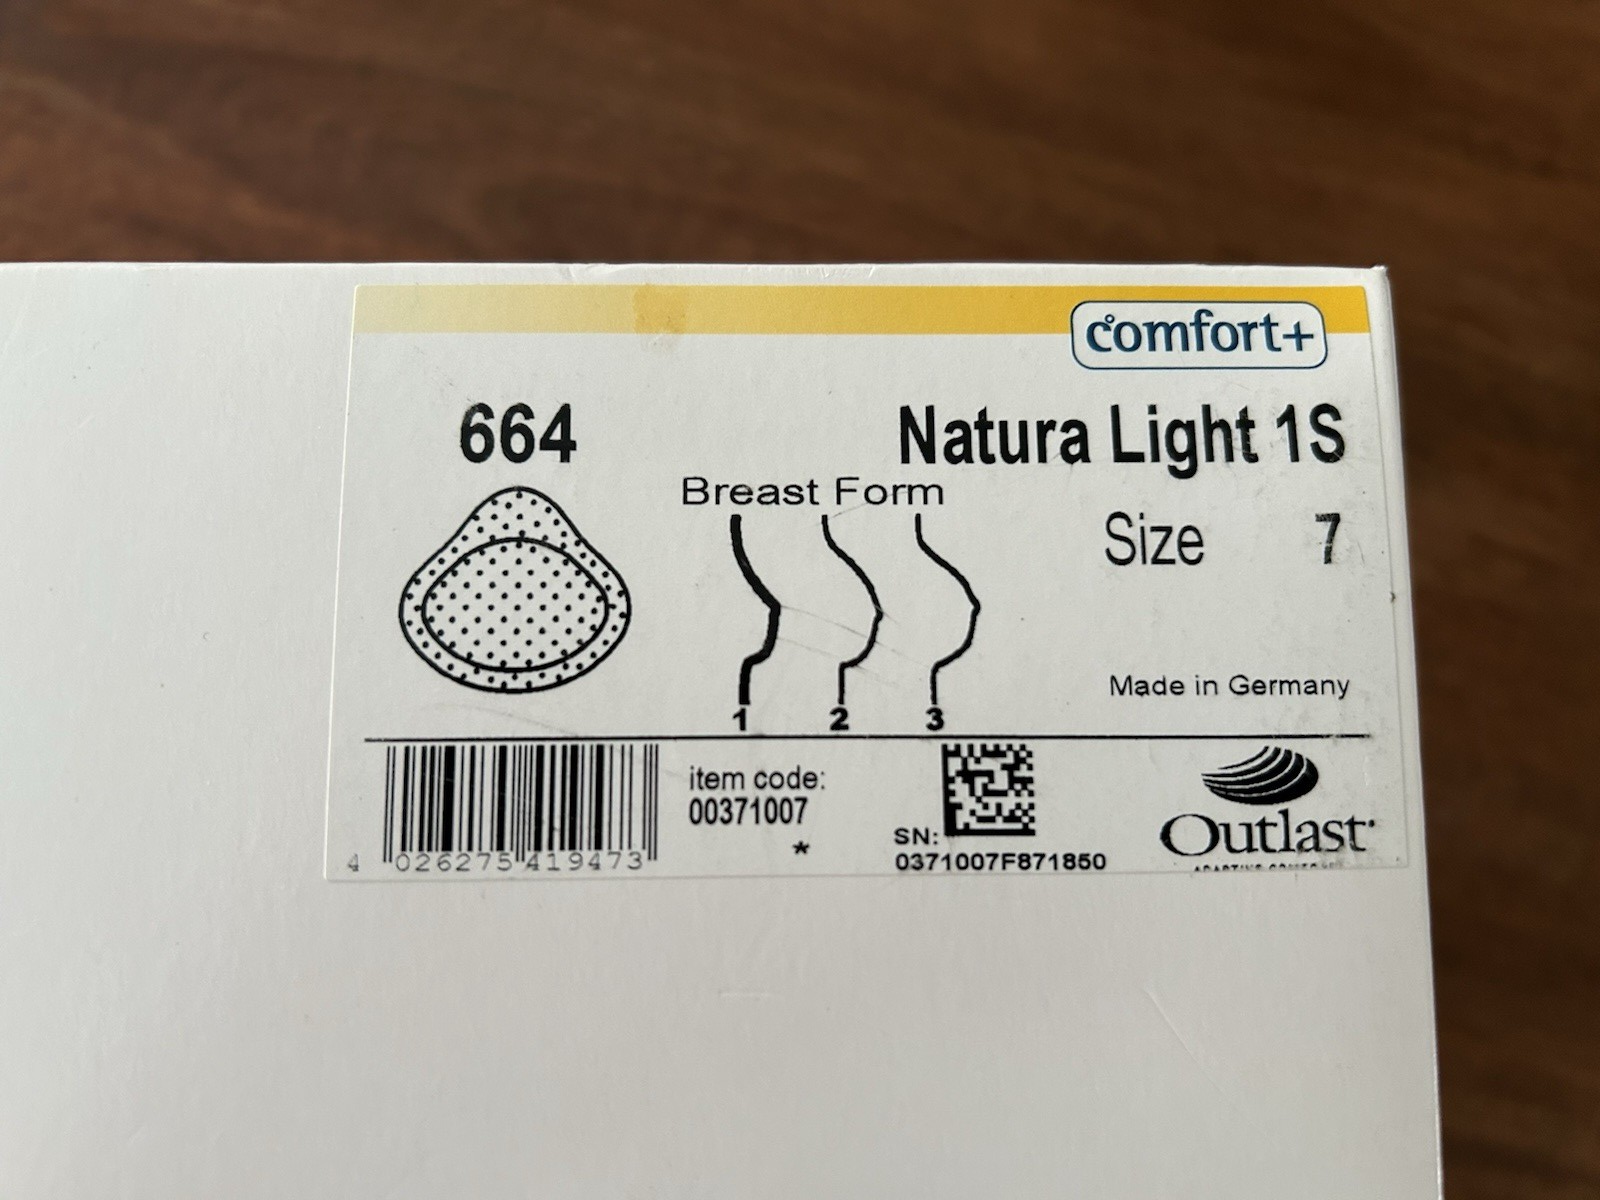 comfort+
664
Natura Light 1S
Breast Form
Size 7
Made in Germany
1 2 3
item code:
00371007
*
SN:
0371007F871850
4 026275 419473
Outlast